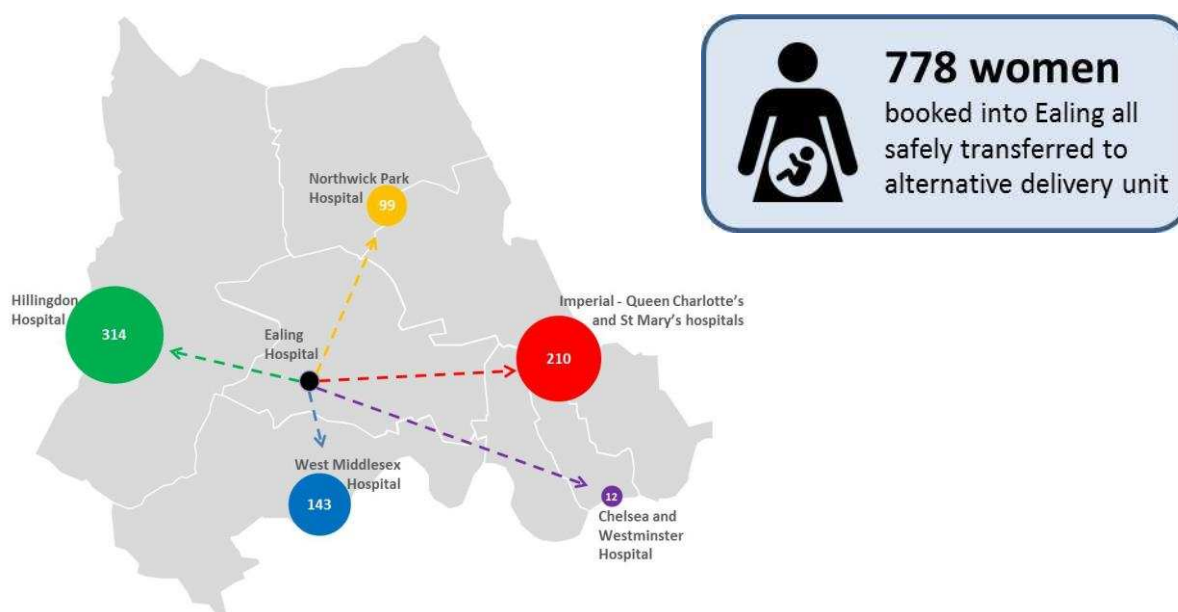 778 women
booked into Ealing all
safely transferred to
alternative delivery unit
Northwick Park
Hospital
99
Hillingdon
Hospital
314
Ealing
Hospital
Imperial - Queen Charlotte's
and St Mary's hospitals
210
West Middlesex
Hospital
143
12
Chelsea and
Westminster
Hospital